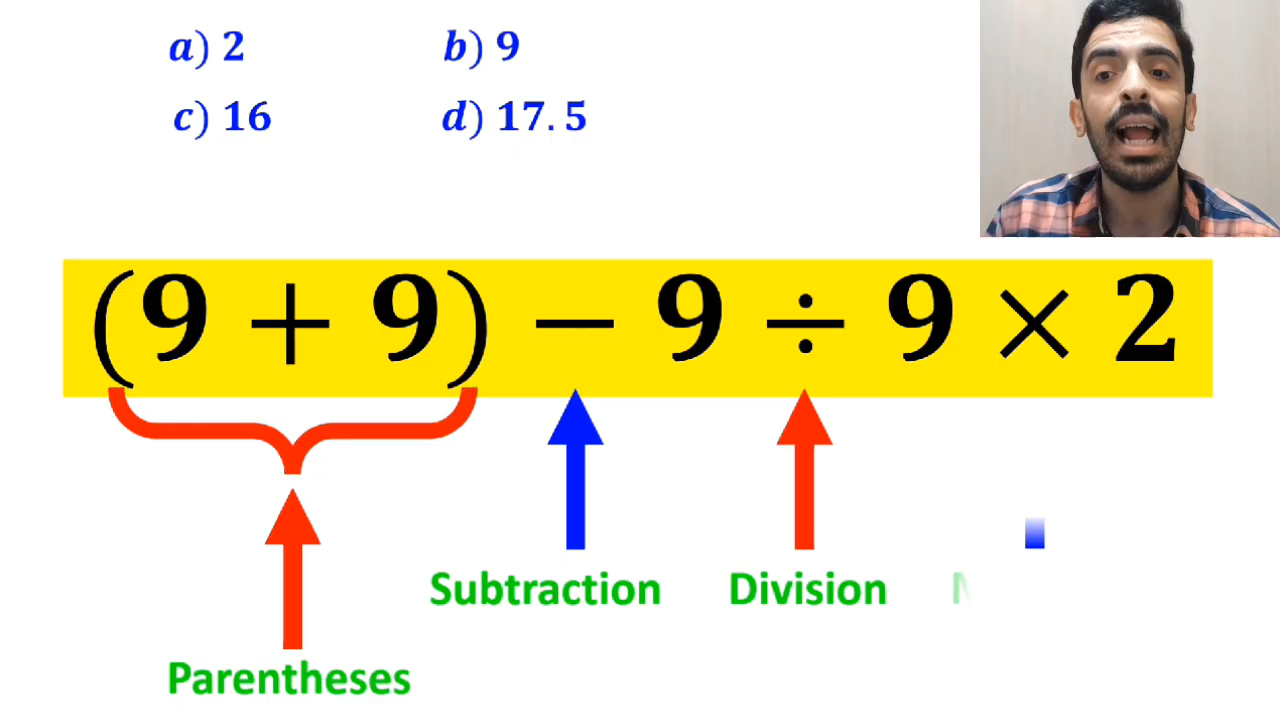 a) 2 b) 9
c) 16 d) 17.5
(9 + 9) − 9 ÷ 9 × 2
Subtraction Division
Parentheses